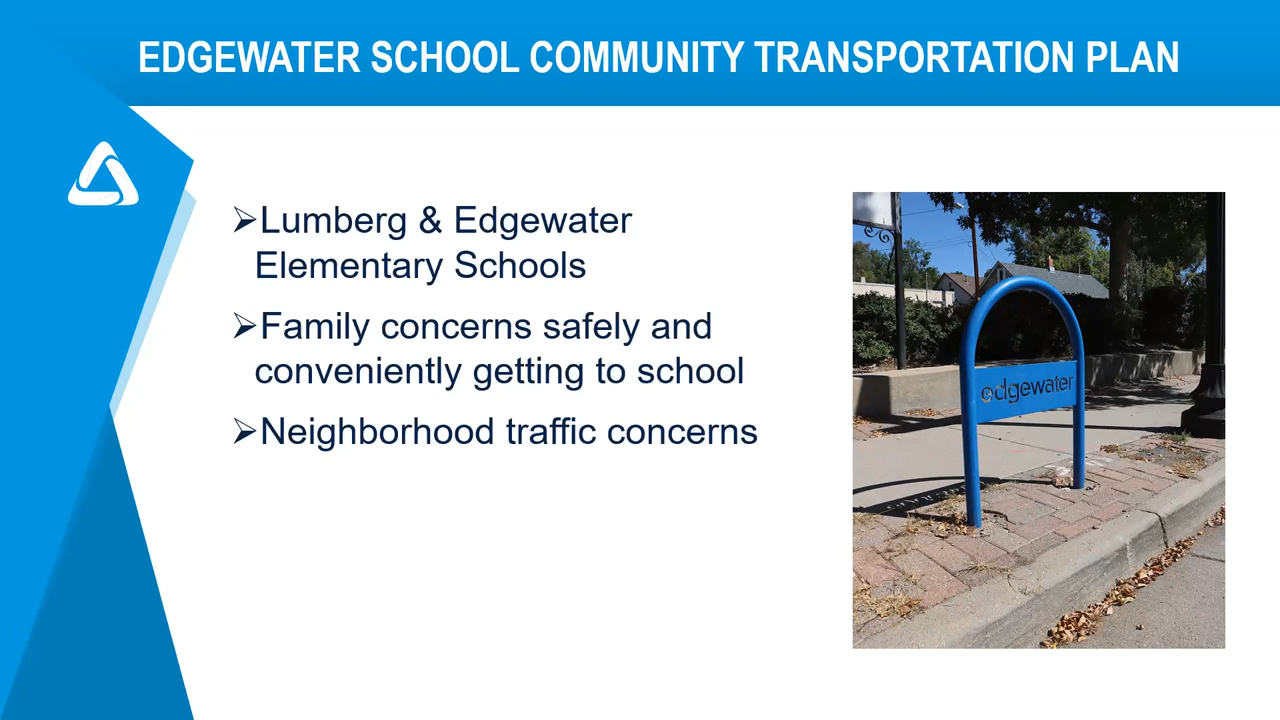 EDGEWATER SCHOOL COMMUNITY TRANSPORTATION PLAN
➢Lumberg & Edgewater
Elementary Schools
➢Family concerns safely and
conveniently getting to school
➢Neighborhood traffic concerns
edgewater